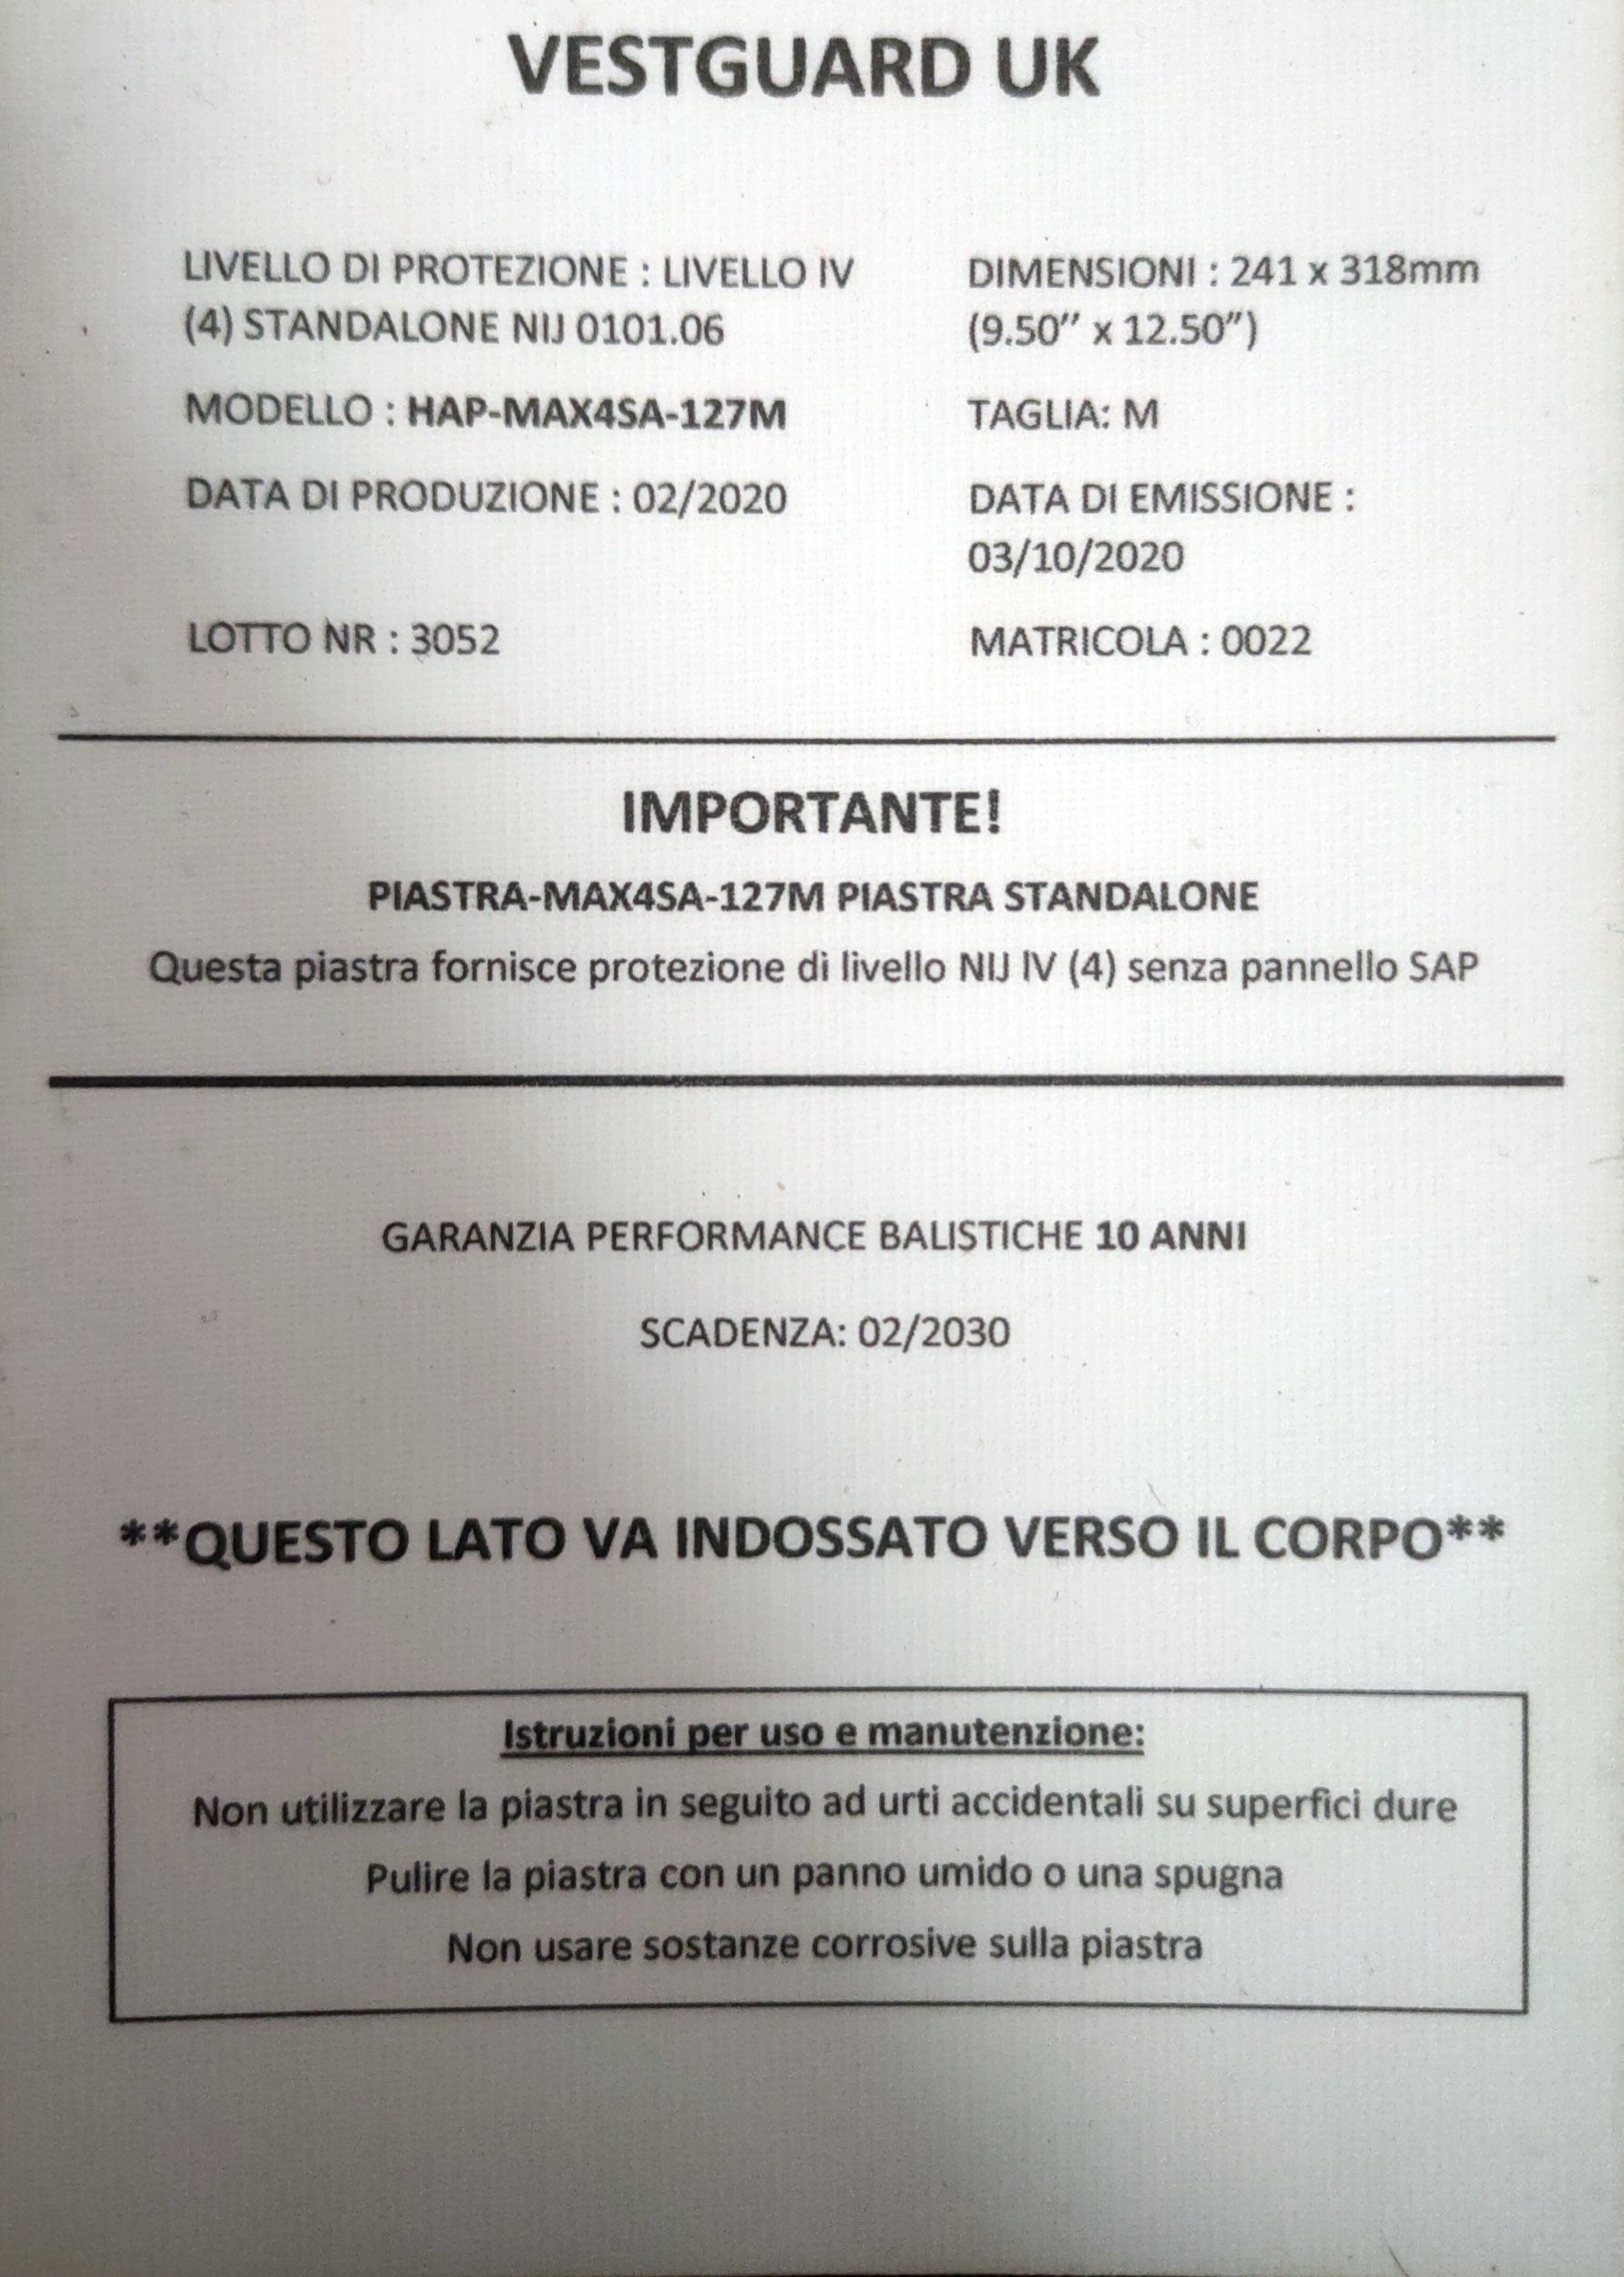 VESTGUARD UK
LIVELLO DI PROTEZIONE : LIVELLO IV
(4) STANDALONE NIJ 0101.06
DIMENSIONI : 241 x 318mm
(9.50” x 12.50”)
MODELLO : HAP-MAX4SA-127M
TAGLIA: M
DATA DI PRODUZIONE : 02/2020
DATA DI EMISSIONE :
03/10/2020
LOTTO NR : 3052
MATRICOLA : 0022
IMPORTANTE!
PIASTRA-MAX4SA-127M PIASTRA STANDALONE
Questa piastra fornisce protezione di livello NIJ IV (4) senza pannello SAP
GARANZIA PERFORMANCE BALISTICHE 10 ANNI
SCADENZA: 02/2030
**QUESTO LATO VA INDOSSATO VERSO IL CORPO**
Istruzioni per uso e manutenzione:
Non utilizzare la piastra in seguito ad urti accidentali su superfici dure
Pulire la piastra con un panno umido o una spugna
Non usare sostanze corrosive sulla piastra